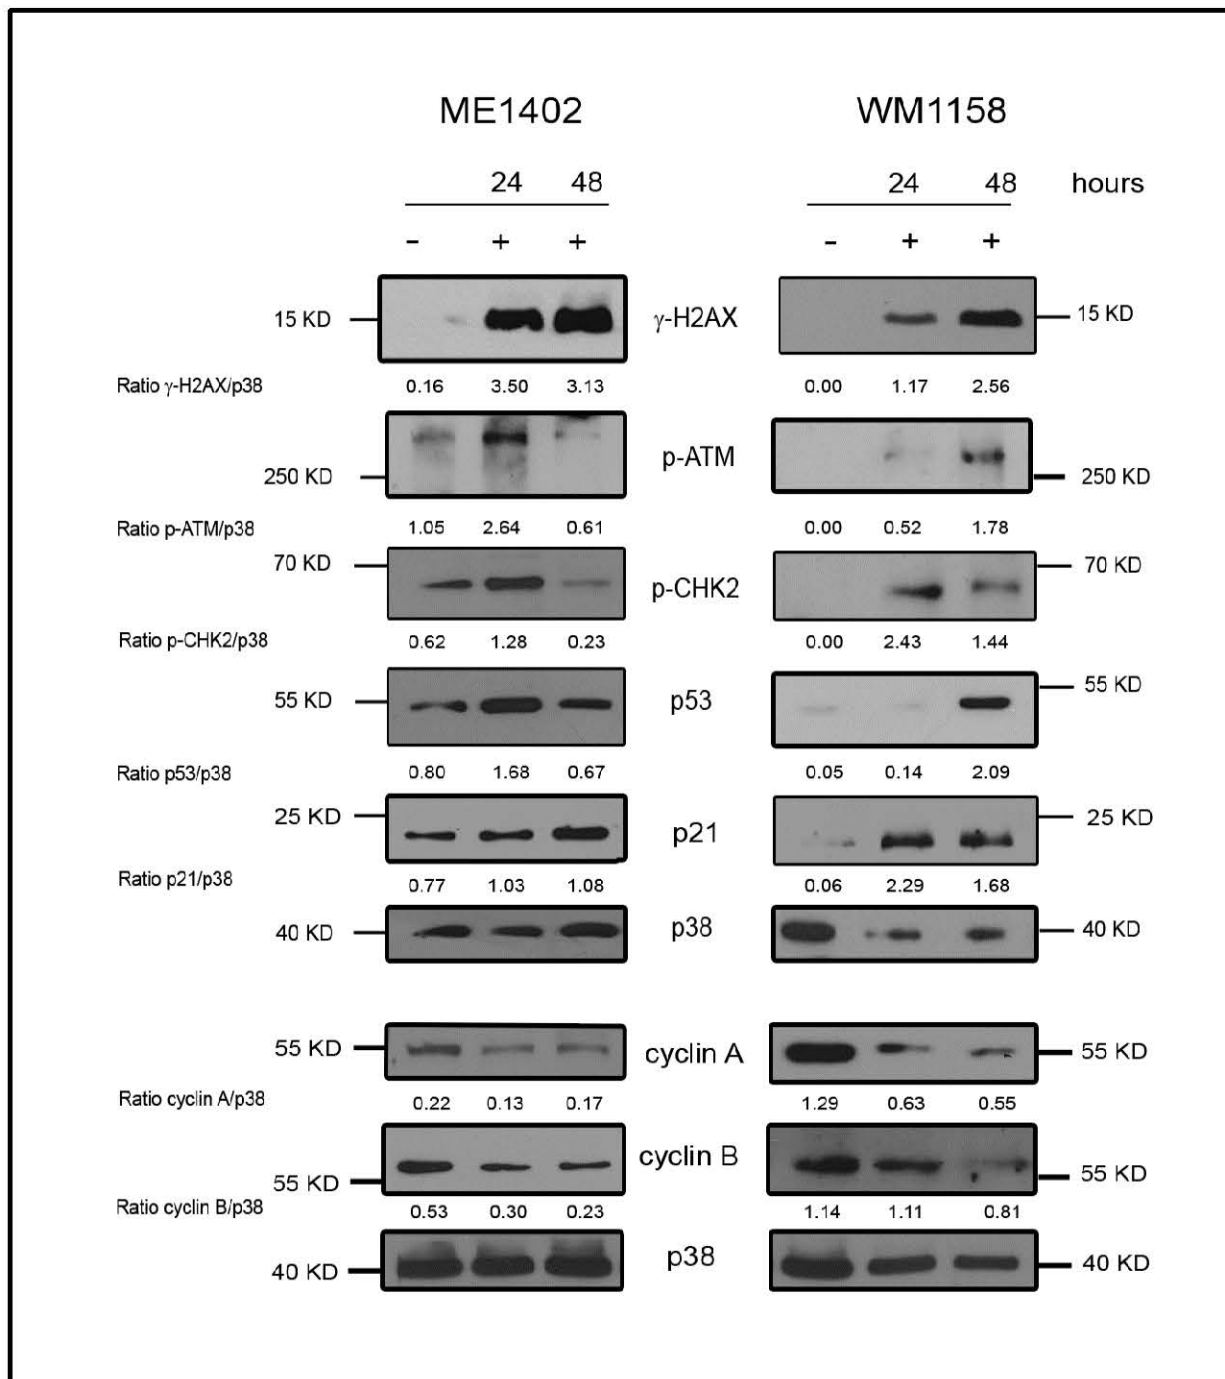 ME1402 WM1158
24 48 24 48 hours
- + + - + +
15 KD γ-H2AX 15 KD
Ratio γ-H2AX/p38 0.16 3.50 3.13 0.00 1.17 2.56
250 KD p-ATM 250 KD
Ratio p-ATM/p38 1.05 2.64 0.61 0.00 0.52 1.78
70 KD p-CHK2 70 KD
Ratio p-CHK2/p38 0.62 1.28 0.23 0.00 2.43 1.44
55 KD p53 55 KD
Ratio p53/p38 0.80 1.68 0.67 0.05 0.14 2.09
25 KD p21 25 KD
Ratio p21/p38 0.77 1.03 1.08 0.06 2.29 1.68
40 KD p38 40 KD
55 KD cyclin A 55 KD
Ratio cyclin A/p38 0.22 0.13 0.17 1.29 0.63 0.55
55 KD cyclin B 55 KD
Ratio cyclin B/p38 0.53 0.30 0.23 1.14 1.11 0.81
40 KD p38 40 KD